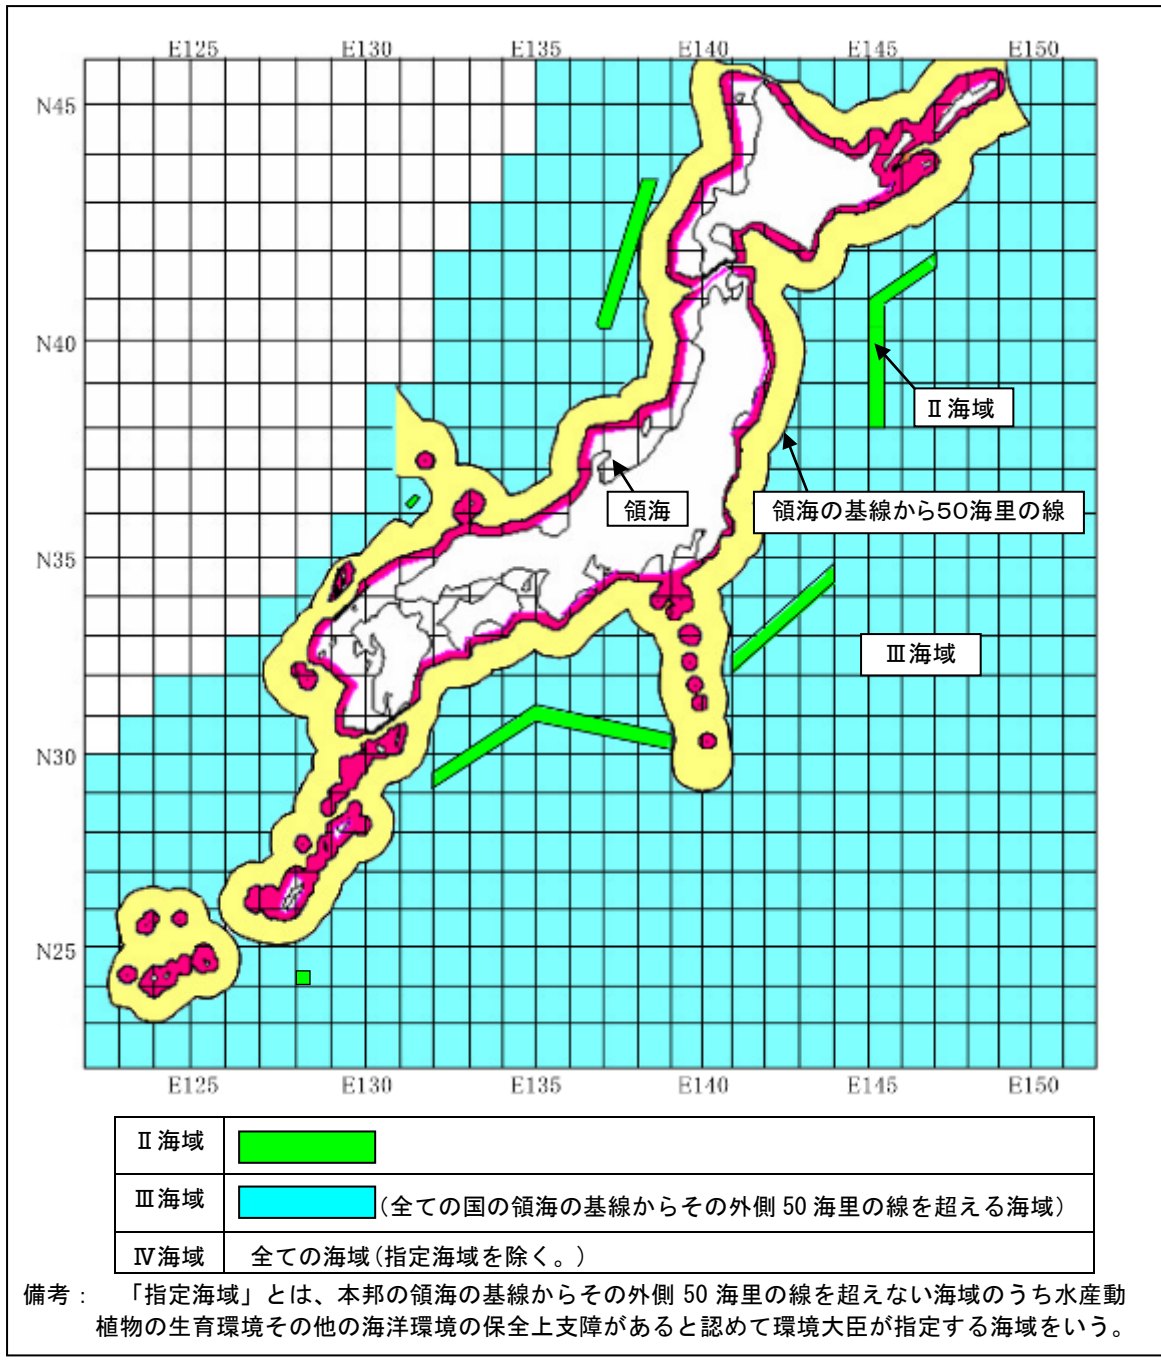 E125 E130 E135 E140 E145 E150
N45
N40
Ⅱ海域
領海
領海の基線から50海里の線
N35
Ⅲ海域
N30
N25
E125 E130 E135 E140 E145 E150
Ⅱ海域
Ⅲ海域 (全ての国の領海の基線からその外側 50 海里の線を超える海域)
Ⅳ海域 全ての海域(指定海域を除く。)
備考: 「指定海域」とは、本邦の領海の基線からその外側 50 海里の線を超えない海域のうち水産動
植物の生育環境その他の海洋環境の保全上支障があると認めて環境大臣が指定する海域をいう。